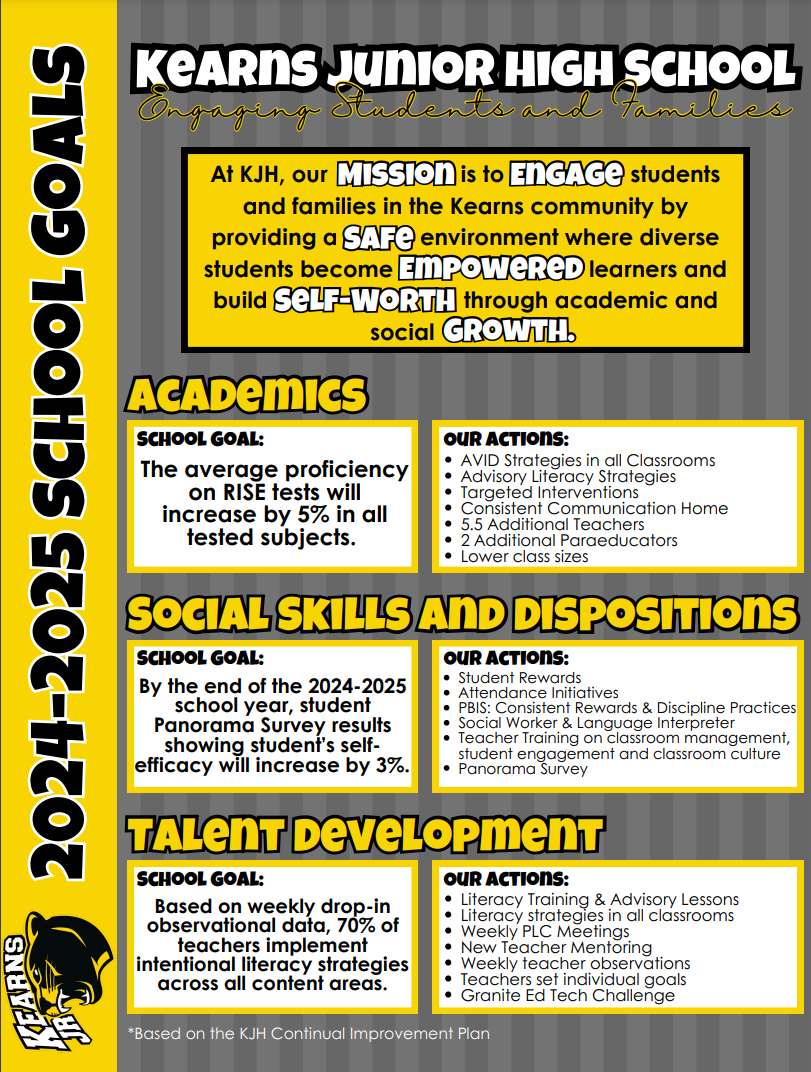 2024-2025 SCHOOL GOALS
KEARNS JUNIOR HIGH SCHOOL
Engaging Students and Families
At KJH, our MISSION is to ENGAGE students
and families in the Kearns community by
providing a SAFE environment where diverse
students become EMPOWERED learners and
build SELF-WORTH through academic and
social GROWTH.
ACADEMICS
SCHOOL GOAL:
The average proficiency
on RISE tests will
increase by 5% in all
tested subjects.
OUR ACTIONS:
• AVID Strategies in all Classrooms
• Advisory Literacy Strategies
• Targeted Interventions
• Consistent Communication Home
• 5.5 Additional Teachers
• 2 Additional Paraeducators
• Lower class sizes
SOCIAL SKILLS AND DISPOSITIONS
SCHOOL GOAL:
By the end of the 2024-2025
school year, student
Panorama Survey results
showing student's self-
efficacy will increase by 3%.
OUR ACTIONS:
• Student Rewards
• Attendance Initiatives
• PBIS: Consistent Rewards & Discipline Practices
• Social Worker & Language Interpreter
• Teacher Training on classroom management,
student engagement and classroom culture
• Panorama Survey
TALENT DEVELOPMENT
SCHOOL GOAL:
Based on weekly drop-in
observational data, 70% of
teachers implement
intentional literacy strategies
across all content areas.
OUR ACTIONS:
• Literacy Training & Advisory Lessons
• Literacy strategies in all classrooms
• Weekly PLC Meetings
• New Teacher Mentoring
• Weekly teacher observations
• Teachers set individual goals
• Granite Ed Tech Challenge
KEARNS
JR
*Based on the KJH Continual Improvement Plan